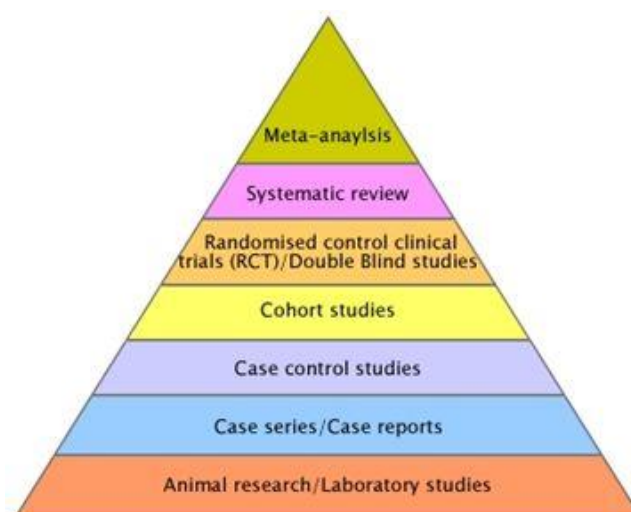 Meta-anaylsis
Systematic review
Randomised control clinical
trials (RCT)/Double Blind studies
Cohort studies
Case control studies
Case series/Case reports
Animal research/Laboratory studies